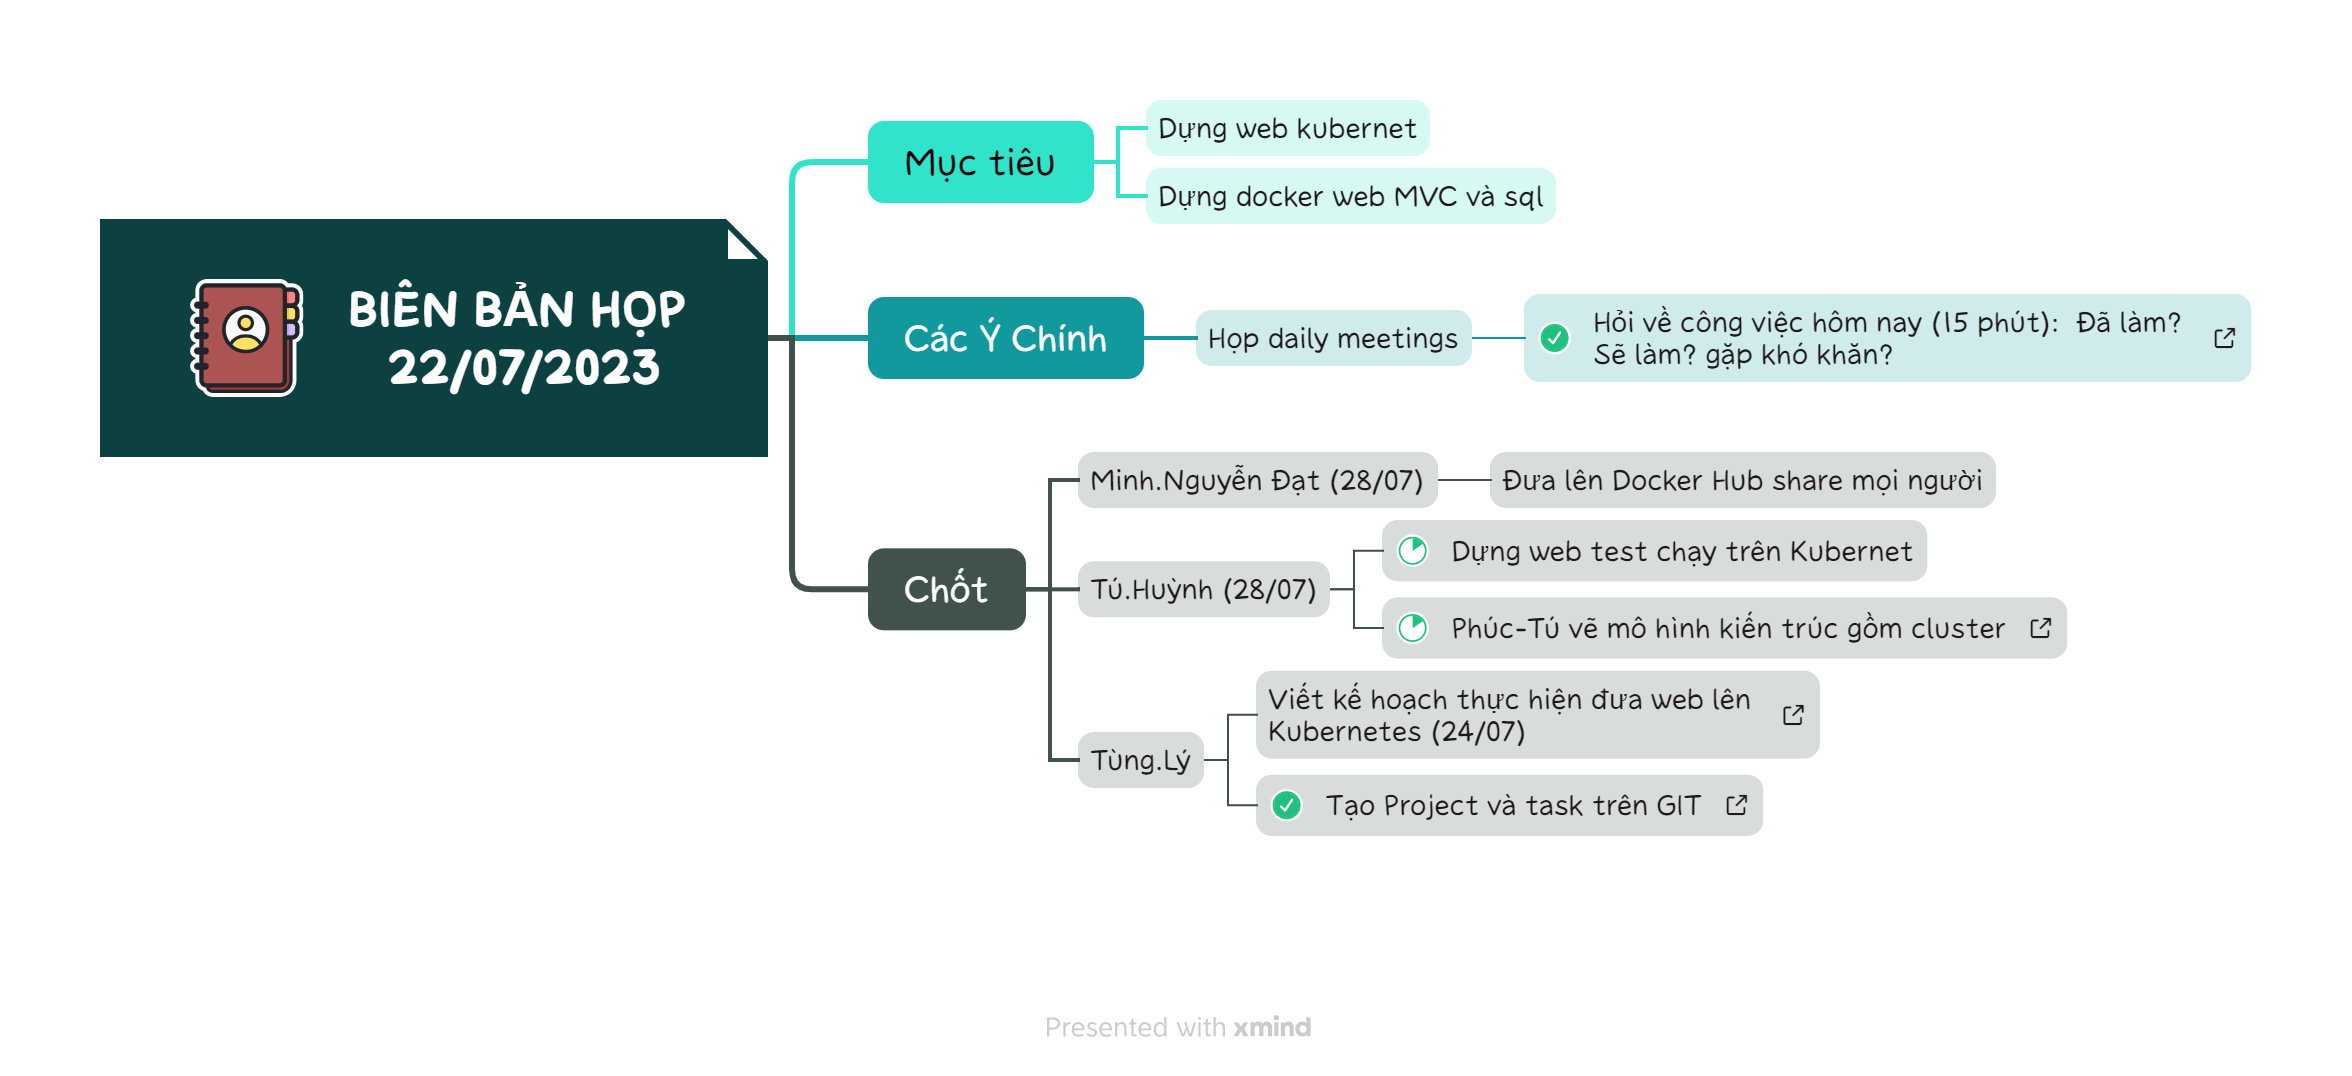 BIÊN BẢN HỌP
22/07/2023
Mục tiêu
Dựng web kubernet
Dựng docker web MVC và sql
Các Ý Chính
Họp daily meetings
Hỏi về công việc hôm nay (15 phút):  Đã làm?
Sẽ làm? gặp khó khăn?
Chốt
Minh.Nguyễn Đạt (28/07)
Đưa lên Docker Hub share mọi người
Tú.Huỳnh (28/07)
Dựng web test chạy trên Kubernet
Phúc-Tú vẽ mô hình kiến trúc gồm cluster
Tùng.Lý
Viết kế hoạch thực hiện đưa web lên
Kubernetes (24/07)
Tạo Project và task trên GIT
Presented with xmind